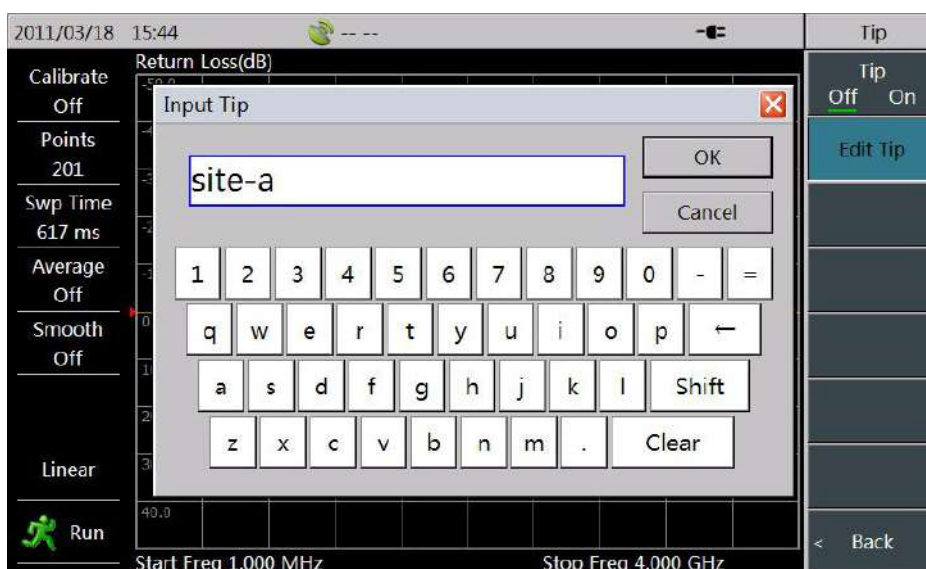 2011/03/18 15:44 -- -- Tip
Calibrate
Off
Points
201
Swp Time
617 ms
Average
Off
Smooth
Off
Linear
Run
Return Loss(dB)
Input Tip
site-a
OK
Cancel
1 2 3 4 5 6 7 8 9 0 - =
q w e r t y u i o p ←
a s d f g h j k l Shift
z x c v b n m . Clear
40.0
Start Freq 1.000 MHz Stop Freq 4.000 GHz
Tip
Off On
Edit Tip
< Back